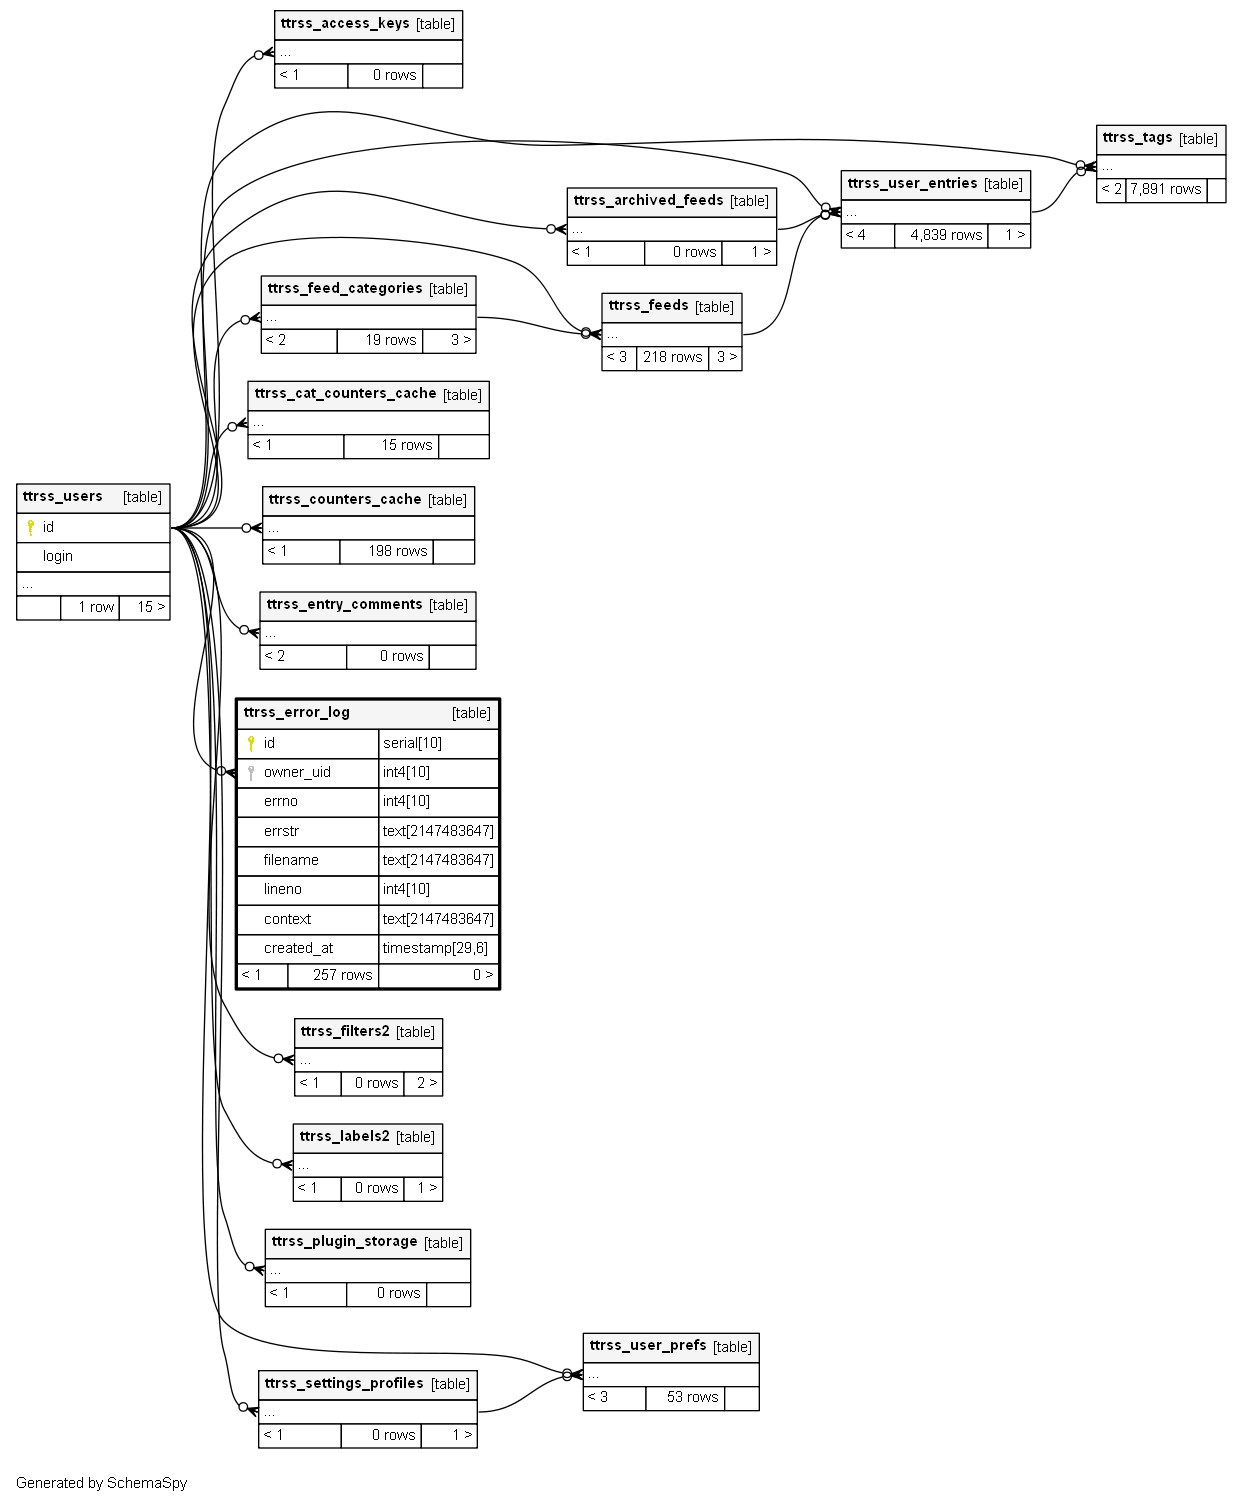 ttrss_access_keys [table]
...
< 1 0 rows
ttrss_tags [table]
...
< 2 7,891 rows
ttrss_user_entries [table]
...
< 4 4,839 rows 1 >
ttrss_archived_feeds [table]
...
< 1 0 rows 1 >
ttrss_feed_categories [table]
...
< 2 19 rows 3 >
ttrss_feeds [table]
...
< 3 218 rows 3 >
ttrss_cat_counters_cache [table]
...
< 1 15 rows
ttrss_users [table]
id
login
...
1 row 15 >
ttrss_counters_cache [table]
...
< 1 198 rows
ttrss_entry_comments [table]
...
< 2 0 rows
ttrss_error_log [table]
id serial[10]
owner_uid int4[10]
errno int4[10]
errstr text[2147483647]
filename text[2147483647]
lineno int4[10]
context text[2147483647]
created_at timestamp[29,6]
< 1 257 rows 0 >
ttrss_filters2 [table]
...
< 1 0 rows 2 >
ttrss_labels2 [table]
...
< 1 0 rows 1 >
ttrss_plugin_storage [table]
...
< 1 0 rows
ttrss_user_prefs [table]
...
< 3 53 rows
ttrss_settings_profiles [table]
...
< 1 0 rows 1 >
Generated by SchemaSpy